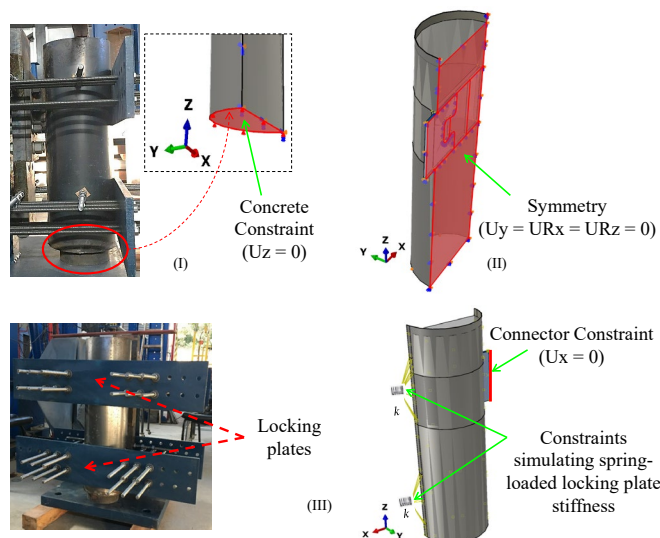 Z
Y
X
Concrete
Constraint
(Uz = 0)
(I)
Z
Y
X
Symmetry
(Uy = URx = URz = 0)
(II)
Locking
plates
(III)
k
k
Z
X
Y
Connector Constraint
(Ux = 0)
Constraints
simulating spring-
loaded locking plate
stiffness